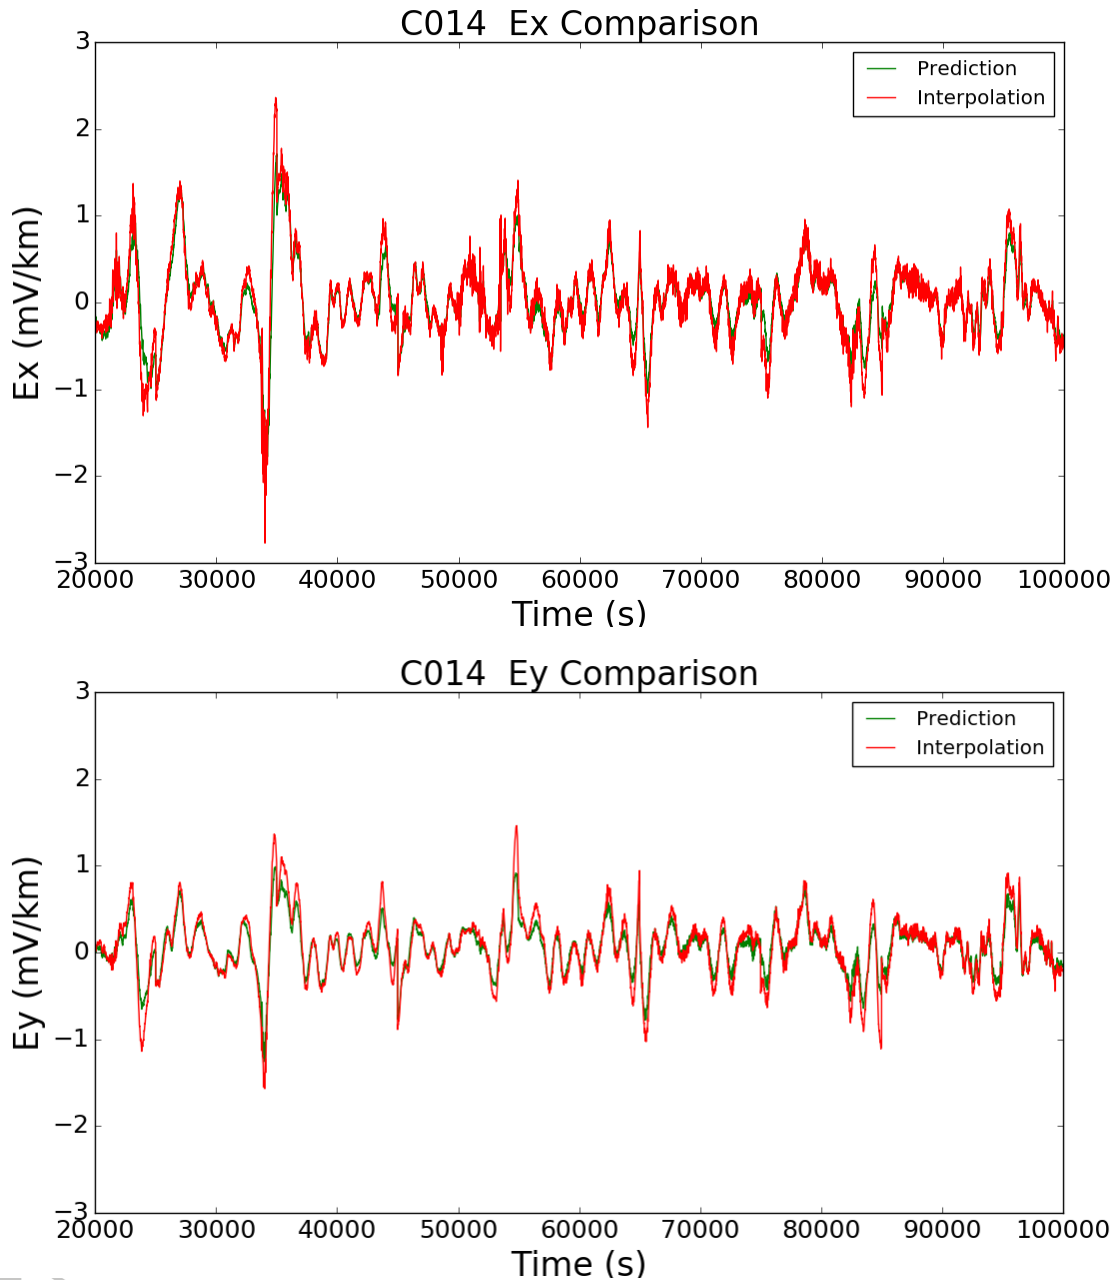 C014 Ex Comparison
3
2
1
0
−1
−2
−3
Ex (mV/km)
Prediction
Interpolation
20000 30000 40000 50000 60000 70000 80000 90000 100000
Time (s)
C014 Ey Comparison
3
2
1
0
−1
−2
−3
Ey (mV/km)
Prediction
Interpolation
20000 30000 40000 50000 60000 70000 80000 90000 100000
Time (s)